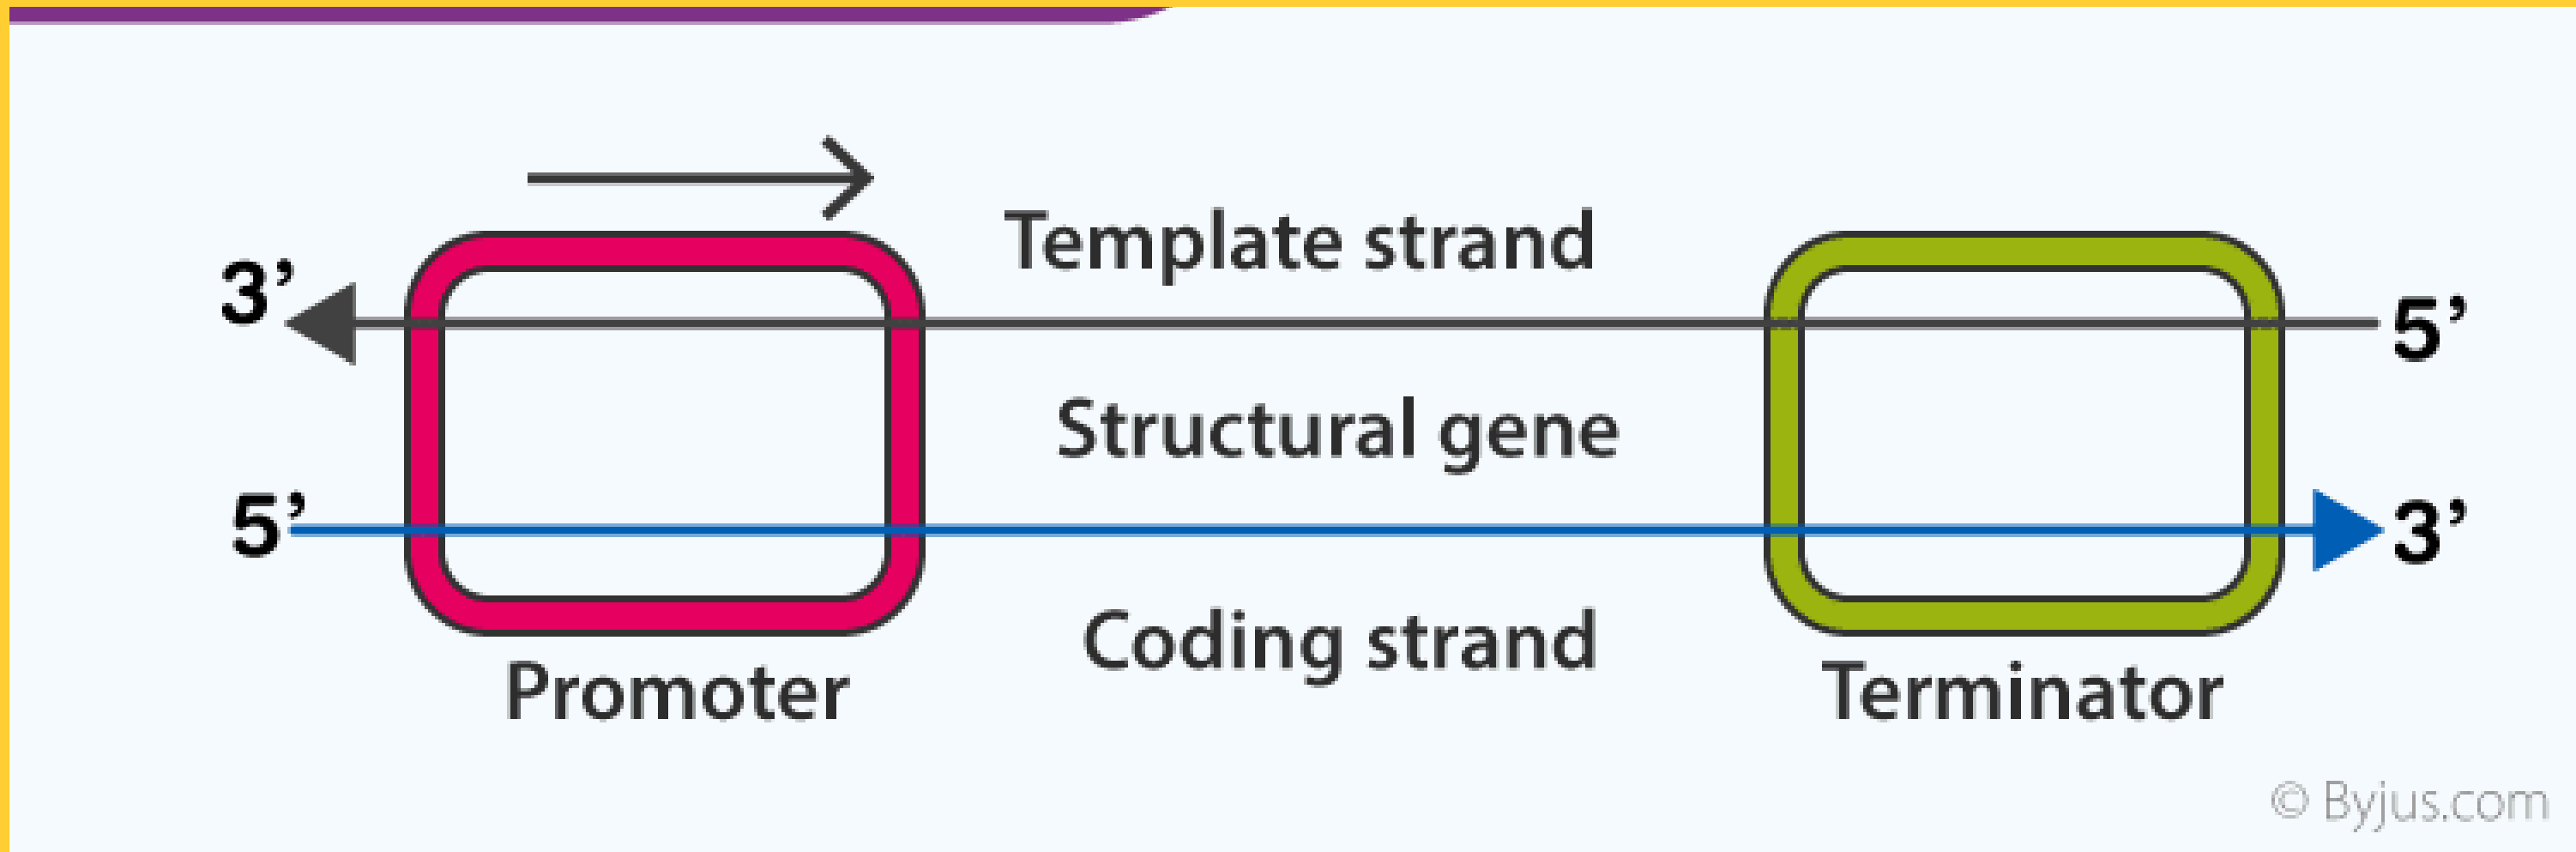 Template strand
3’
5’
Structural gene
5’
3’
Coding strand
Promoter
Terminator
© Byjus.com